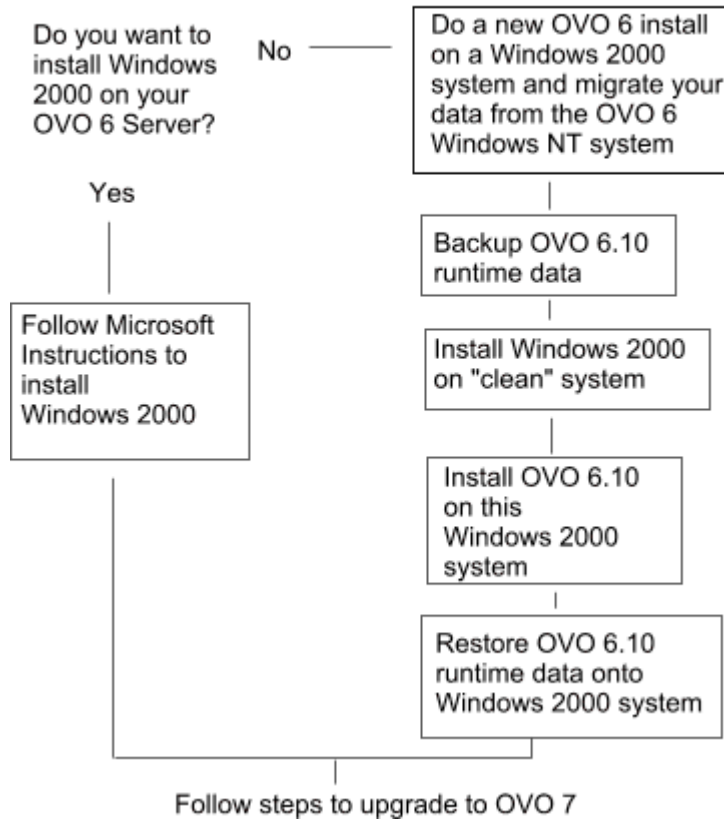 Do you want to
install Windows
2000 on your
OVO 6 Server?
No
Do a new OVO 6 install
on a Windows 2000
system and migrate your
data from the OVO 6
Windows NT system
Yes
Backup OVO 6.10
runtime data
Follow Microsoft
Instructions to
install
Windows 2000
Install Windows 2000
on "clean" system
Install OVO 6.10
on this
Windows 2000
system
Restore OVO 6.10
runtime data onto
Windows 2000 system
Follow steps to upgrade to OVO 7